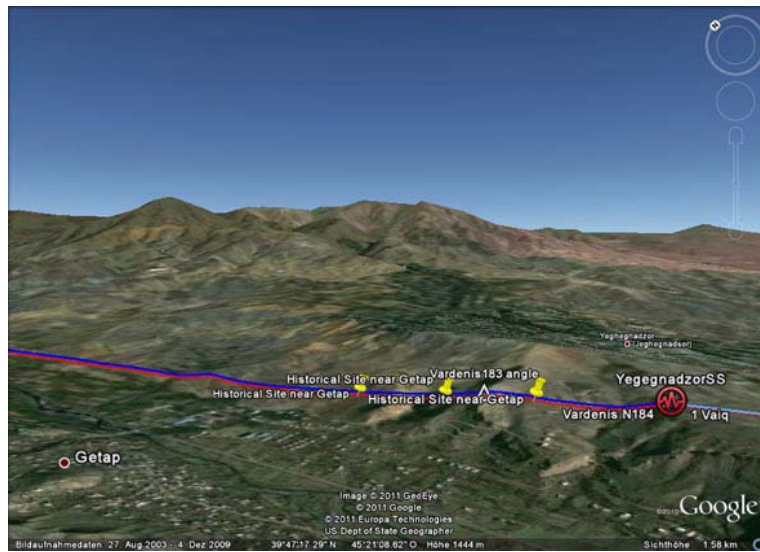 N
Yeghegnadzor
(Jeghegnadsor)
Vardenis183 angle
Historical Site near Getap
YegegnadzorSS
Historical Site near Getap
Historical Site near Getap
Vardenis N184
1 Vaiq
Getap
Image © 2011 GeoEye
© 2011 Google
© 2011 Europa Technologies
US Dept of State Geographer
©2010 Google
Bildaufnahmedaten: 27. Aug.2003 - 4. Dez 2009 39°47'17.29" N 45°21'08.62" O Höhe 1444 m Sichthöhe 1.58 km